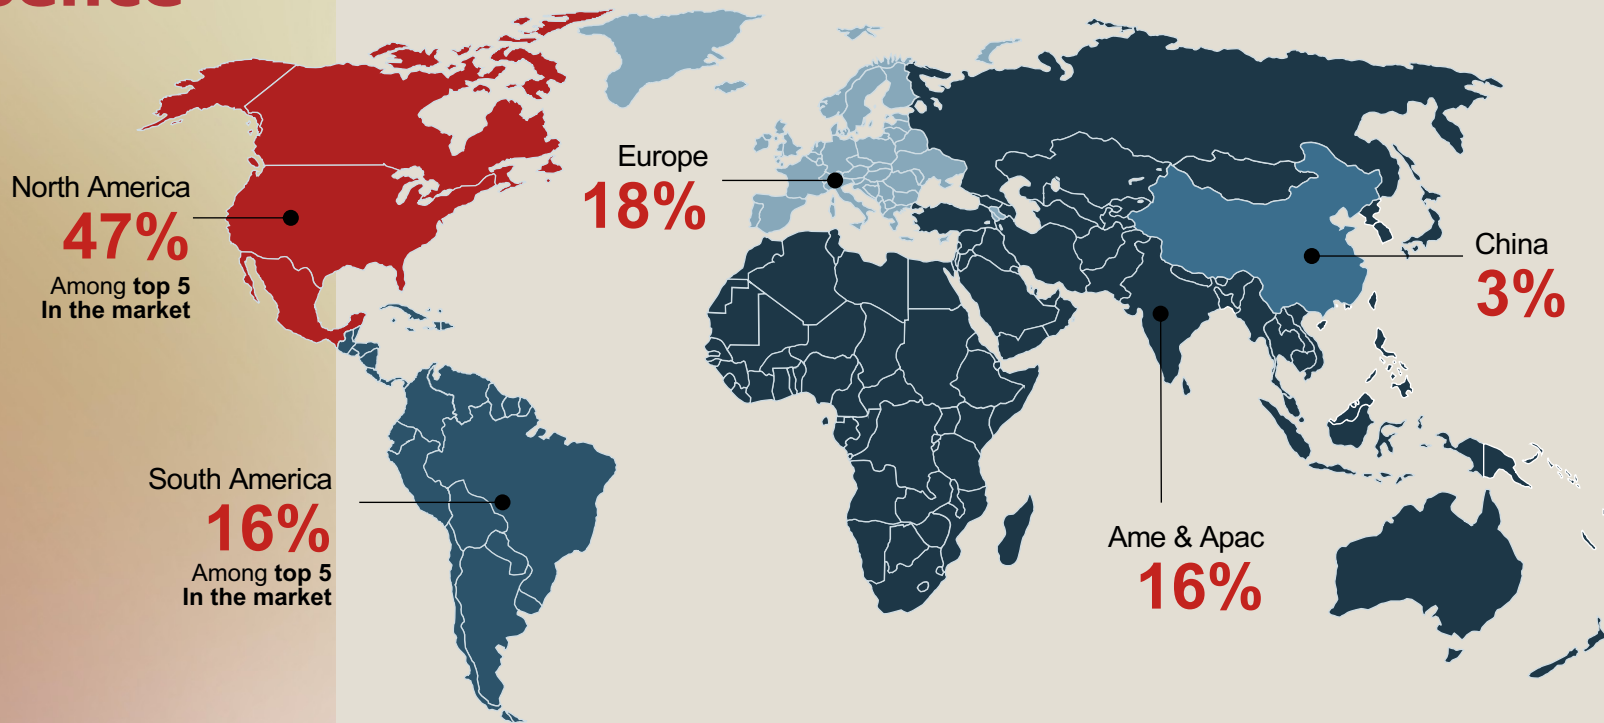 North America
47%
Among top 5
In the market
Europe
18%
China
3%
South America
16%
Among top 5
In the market
Ame & Apac
16%